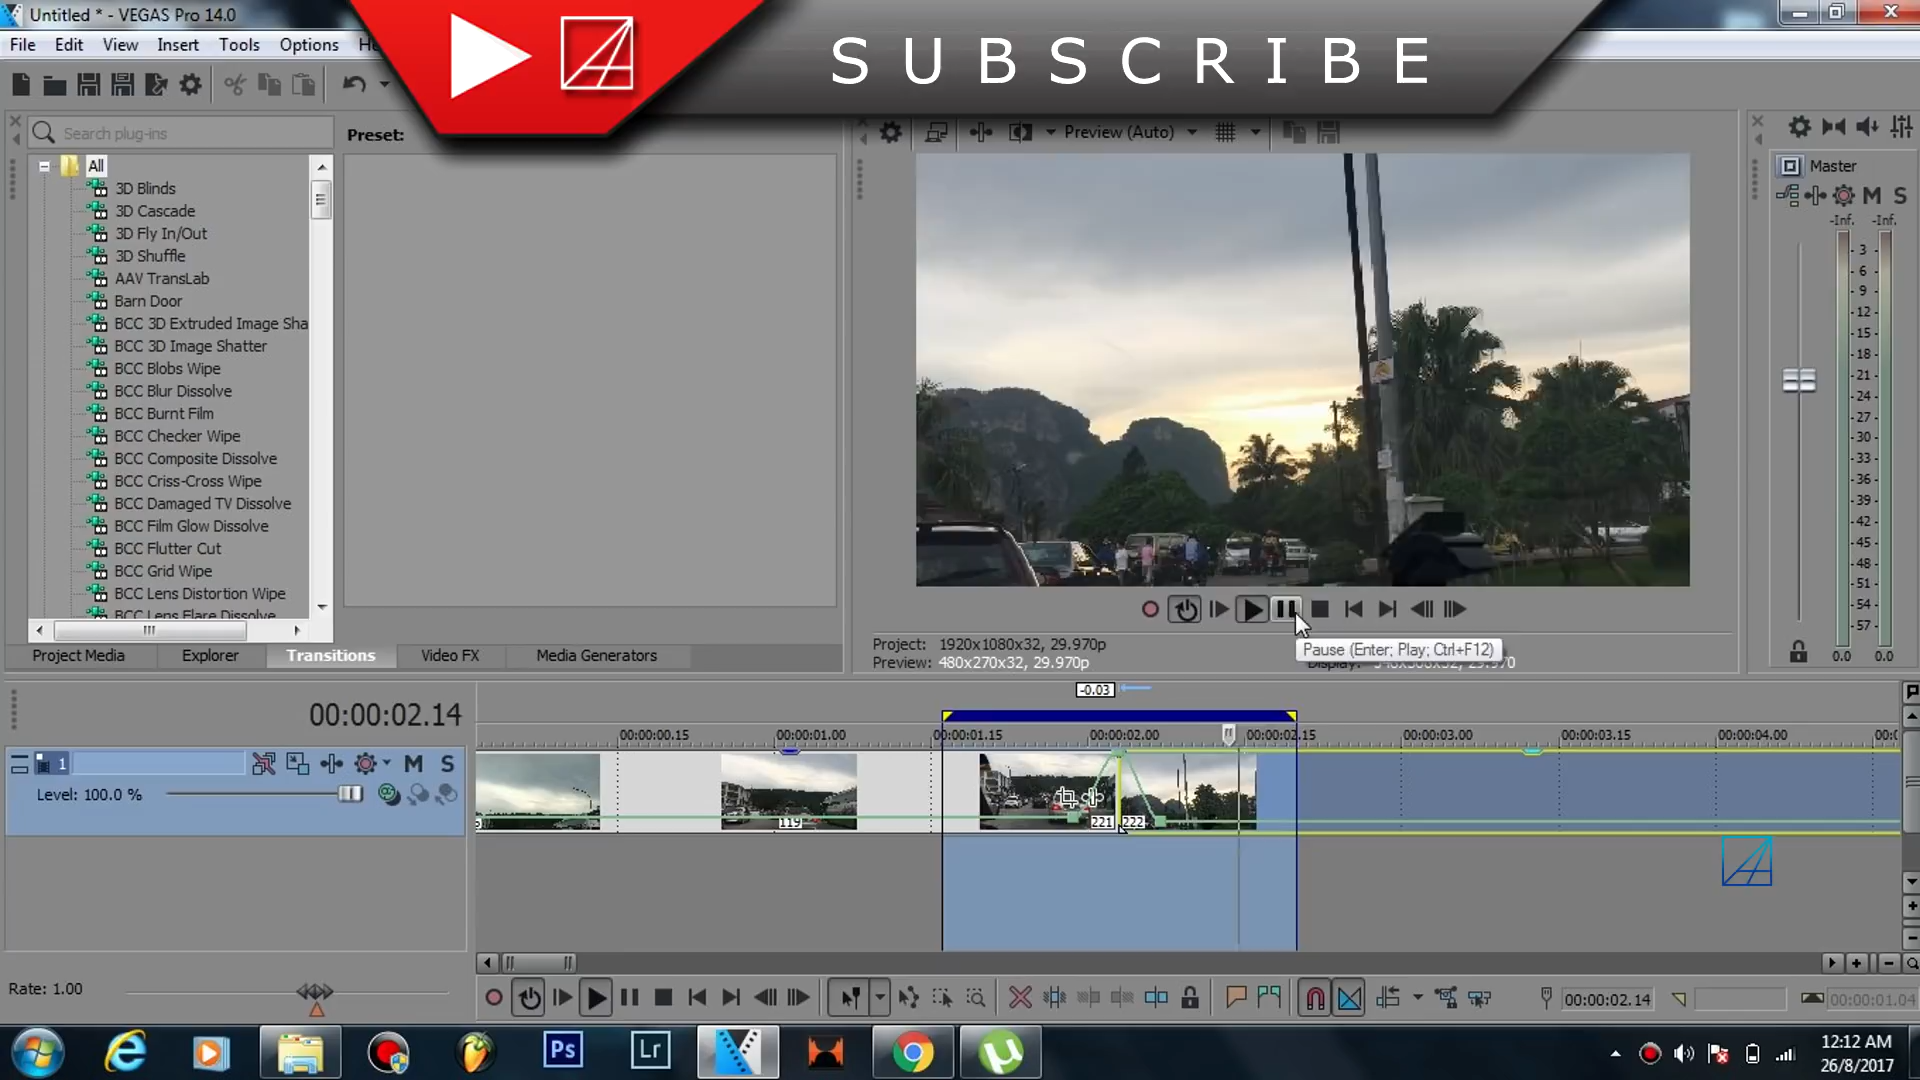 Untitled * - VEGAS Pro 14.0
File Edit View Insert Tools Options
SUBSCRIBE
Search plug-ins
Preset:
Preview (Auto)
All
3D Blinds
3D Cascade
3D Fly In/Out
3D Shuffle
AAV TransLab
Barn Door
BCC 3D Extruded Image Sha
BCC 3D Image Shatter
BCC Blobs Wipe
BCC Blur Dissolve
BCC Burnt Film
BCC Checker Wipe
BCC Composite Dissolve
BCC Criss-Cross Wipe
BCC Damaged TV Dissolve
BCC Film Glow Dissolve
BCC Flutter Cut
BCC Grid Wipe
BCC Lens Distortion Wipe
BCC Lens Flare Dissolve
Project Media Explorer Transitions Video FX Media Generators
Project: 1920x1080x32, 29.970p
Preview: 480x270x32, 29.970p
Pause (Enter; Play; Ctrl+F12)
Master
M S
-Inf. -Inf.
3
6
9
12
15
18
21
24
27
30
33
36
39
42
45
48
51
54
57
0.0 0.0
-0.03
00:00:02.14
00:00:00.15 00:00:01.00 00:00:01.15 00:00:02.00 00:00:02.15 00:00:03.00 00:00:03.15 00:00:04.00
1 M S
Level: 100.0 %
119 221 222
Rate: 1.00
00:00:02.14 00:00:01.04
Ps Lr
12:12 AM
26/8/2017